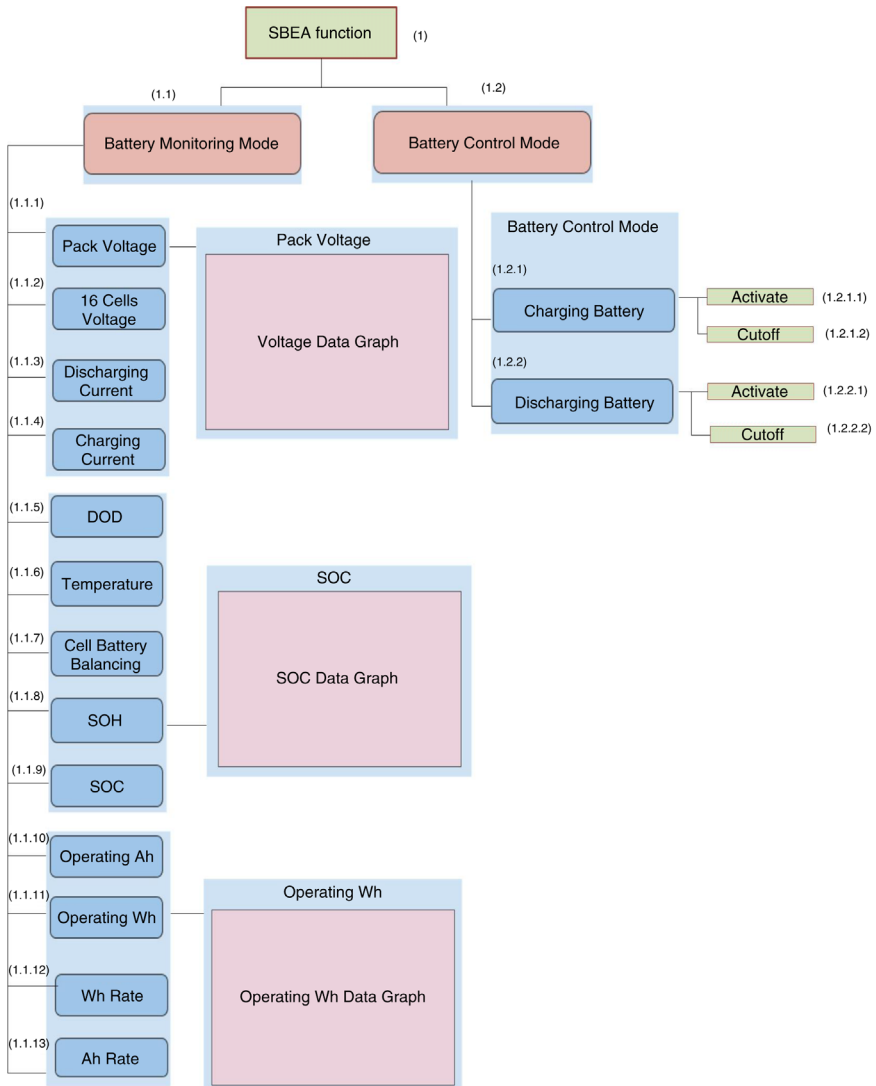 SBEA function
(1)
(1.1)
(1.2)
Battery Monitoring Mode
Battery Control Mode
(1.1.1)
Pack Voltage
(1.1.2)
16 Cells
Voltage
(1.1.3)
Discharging
Current
(1.1.4)
Charging
Current
Pack Voltage
Voltage Data Graph
Battery Control Mode
(1.2.1)
Charging Battery
Activate
(1.2.1.1)
Cutoff
(1.2.1.2)
(1.2.2)
Discharging Battery
Activate
(1.2.2.1)
Cutoff
(1.2.2.2)
(1.1.5)
DOD
(1.1.6)
Temperature
(1.1.7)
Cell Battery
Balancing
(1.1.8)
SOH
(1.1.9)
SOC
SOC
SOC Data Graph
(1.1.10)
Operating Ah
(1.1.11)
Operating Wh
(1.1.12)
Wh Rate
(1.1.13)
Ah Rate
Operating Wh
Operating Wh Data Graph